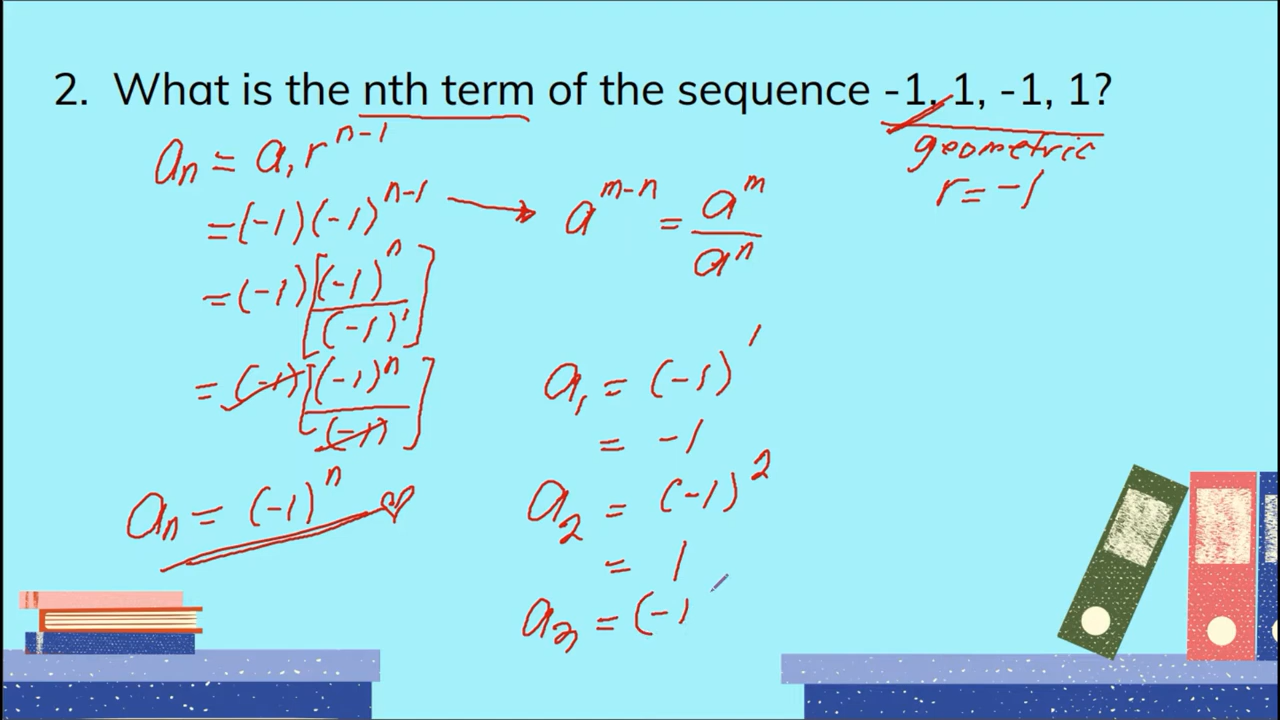 2. What is the nth term of the sequence -1, 1, -1, 1?
geometric
r = -1
aₙ = a₁ rⁿ⁻¹
= (-1)(-1)ⁿ⁻¹ → aᵐ⁻ⁿ = aᵐ/aⁿ
= (-1)[(-1)ⁿ/(-1)¹]
= (-1)[(-1)ⁿ/(-1)]
aₙ = (-1)ⁿ
a₁ = (-1)¹
= -1
a₂ = (-1)²
= 1
a₃ = (-1